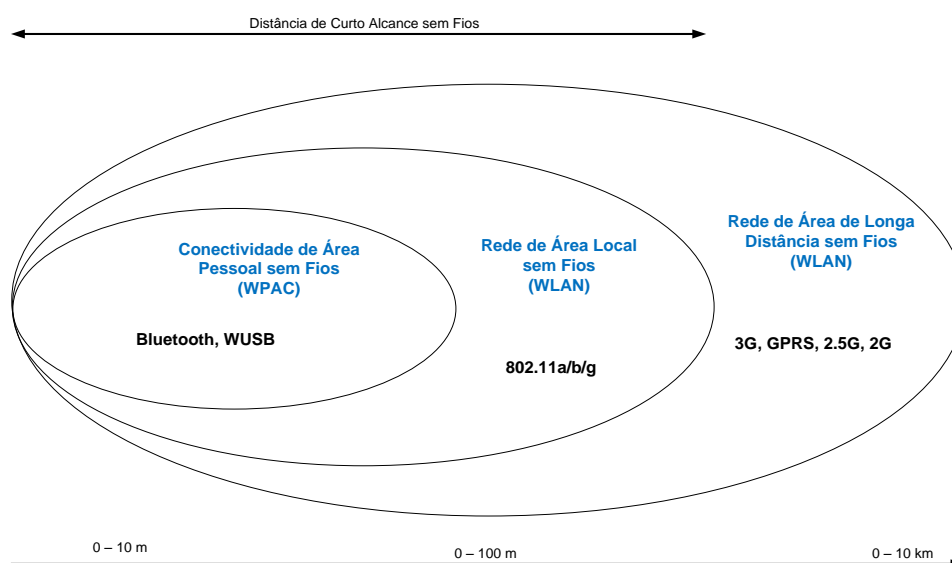 Distância de Curto Alcance sem Fios
Conectividade de Área
Pessoal sem Fios
(WPAC)
Bluetooth, WUSB
Rede de Área Local
sem Fios
(WLAN)
802.11a/b/g
Rede de Área de Longa
Distância sem Fios
(WLAN)
3G, GPRS, 2.5G, 2G
0 – 10 m
0 – 100 m
0 – 10 km